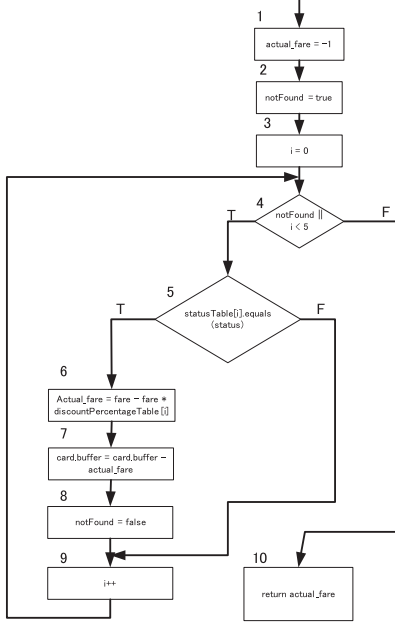 1
actual_fare = -1
2
notFound = true
3
i = 0
4
notFound ||
i < 5
T
F
5
statusTable[i].equals
(status)
T
F
6
Actual_fare = fare - fare *
discountPercentageTable [i]
7
card.buffer = card.buffer -
actual_fare
8
notFound = false
9
i++
10
return actual_fare